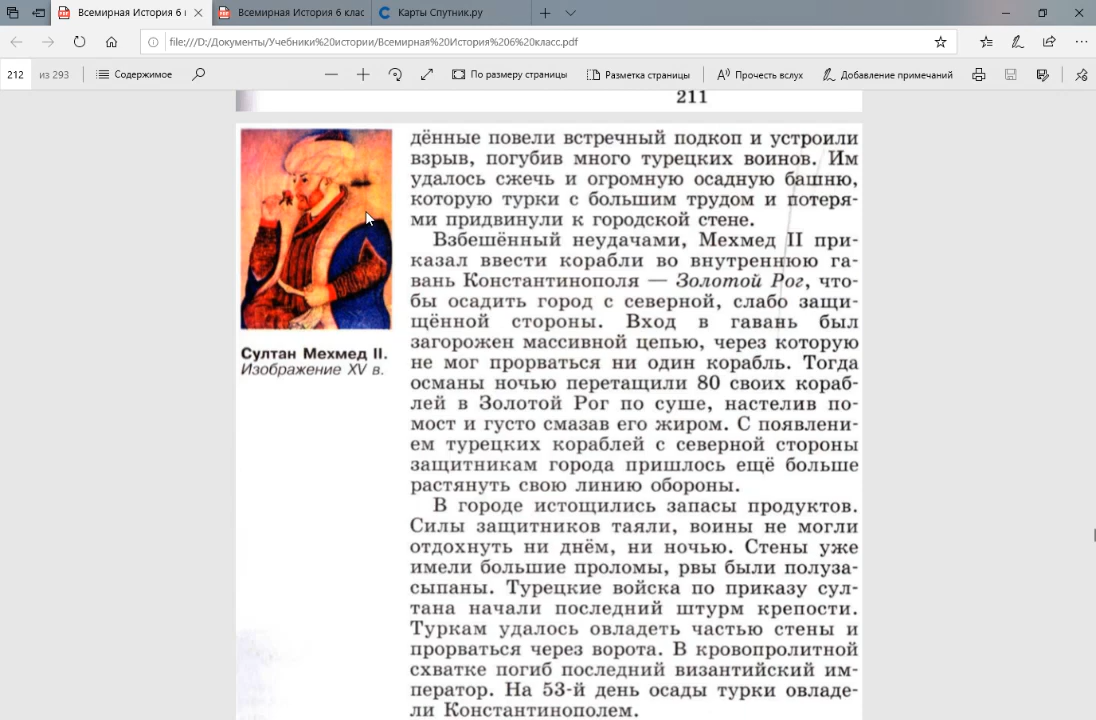 Всемирная История 6
Всемирная История 6 клас
Карты Спутник.ру
file:///D:/Документы/Учебники%20истории/Всемирная%20История%206%20класс.pdf
212 из 293 Содержимое По размеру страницы Разметка страницы Прочесть вслух Добавление примечаний
211
дённые повели встречный подкоп и устроили
взрыв, погубив много турецких воинов. Им
удалось сжечь и огромную осадную башню,
которую турки с большим трудом и потеря-
ми придвинули к городской стене.
Взбешённый неудачами, Мехмед II при-
казал ввести корабли во внутреннюю га-
вань Константинополя — Золотой Рог, что-
бы осадить город с северной, слабо защи-
щённой стороны. Вход в гавань был
загорожен массивной цепью, через которую
не мог прорваться ни один корабль. Тогда
османы ночью перетащили 80 своих кораб-
лей в Золотой Рог по суше, настелив по-
мост и густо смазав его жиром. С появлени-
ем турецких кораблей с северной стороны
защитникам города пришлось ещё больше
растянуть свою линию обороны.
В городе истощились запасы продуктов.
Силы защитников таяли, воины не могли
отдохнуть ни днём, ни ночью. Стены уже
имели большие проломы, рвы были полуза-
сыпаны. Турецкие войска по приказу сул-
тана начали последний штурм крепости.
Туркам удалось овладеть частью стены и
прорваться через ворота. В кровопролитной
схватке погиб последний византийский им-
ператор. На 53-й день осады турки овладе-
ли Константинополем.
Султан Мехмед II.
Изображение XV в.